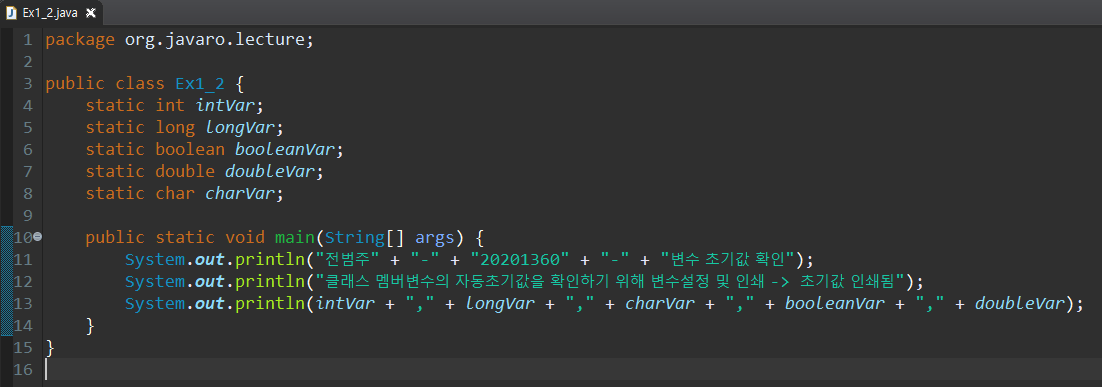 Ex1_2.java
1 package org.javaro.lecture;
2
3 public class Ex1_2 {
4     static int intVar;
5     static long longVar;
6     static boolean booleanVar;
7     static double doubleVar;
8     static char charVar;
9
10     public static void main(String[] args) {
11         System.out.println("전범주" + "-" + "20201360" + "-" + "변수 초기값 확인");
12         System.out.println("클래스 멤버변수의 자동초기값을 확인하기 위해 변수설정 및 인쇄 -> 초기값 인쇄됨");
13         System.out.println(intVar + "," + longVar + "," + charVar + "," + booleanVar + "," + doubleVar);
14     }
15 }
16